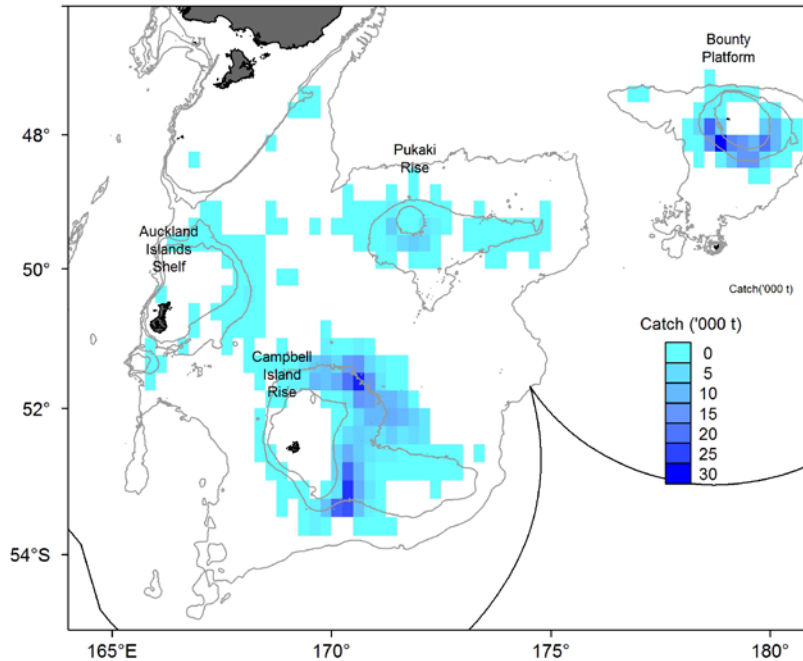 Bounty
Platform
48°
Pukaki
Rise
Auckland
Islands
Shelf
50°
Catch('000 t)
Catch ('000 t)
0
5
10
15
20
25
30
Campbell
Island
Rise
52°
54°S
165°E
170°
175°
180°